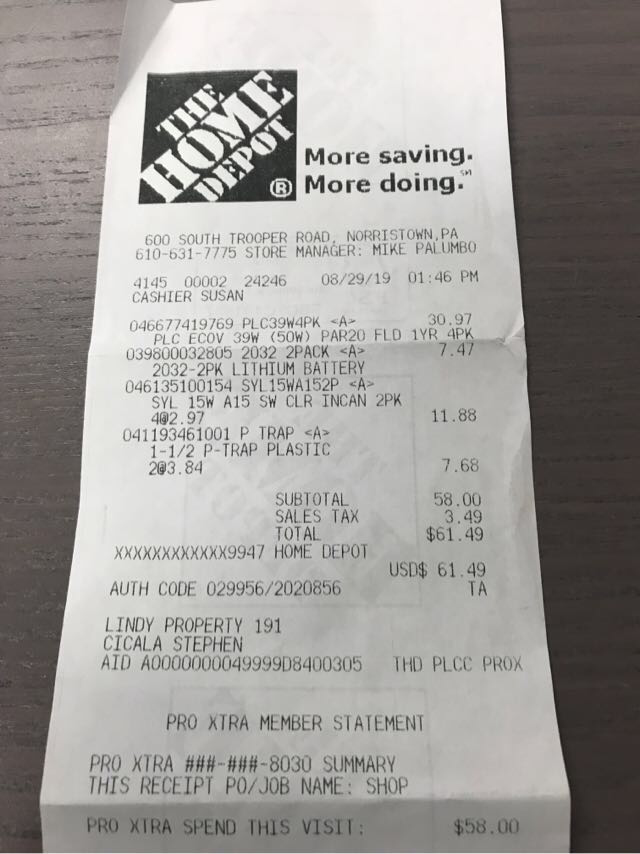 THE
HOME
DEPOT
®
More saving.
More doing.℠
600 SOUTH TROOPER ROAD, NORRISTOWN,PA
610-631-7775 STORE MANAGER: MIKE PALUMBO
4145 00002 24246 08/29/19 01:46 PM
CASHIER SUSAN
046677419769 PLC39W4PK <A> 30.97
PLC ECOV 39W (50W) PAR20 FLD 1YR 4PK
039800032805 2032 2PACK <A> 7.47
2032-2PK LITHIUM BATTERY
046135100154 SYL15WA152P <A>
SYL 15W A15 SW CLR INCAN 2PK
4@2.97 11.88
041193461001 P TRAP <A>
1-1/2 P-TRAP PLASTIC
2@3.84 7.68
SUBTOTAL 58.00
SALES TAX 3.49
TOTAL $61.49
XXXXXXXXXXXX9947 HOME DEPOT
USD$ 61.49
AUTH CODE 029956/2020856 TA
LINDY PROPERTY 191
CICALA STEPHEN
AID A0000000049999D8400305 THD PLCC PROX
PRO XTRA MEMBER STATEMENT
PRO XTRA ###-###-8030 SUMMARY
THIS RECEIPT PO/JOB NAME: SHOP
PRO XTRA SPEND THIS VISIT: $58.00